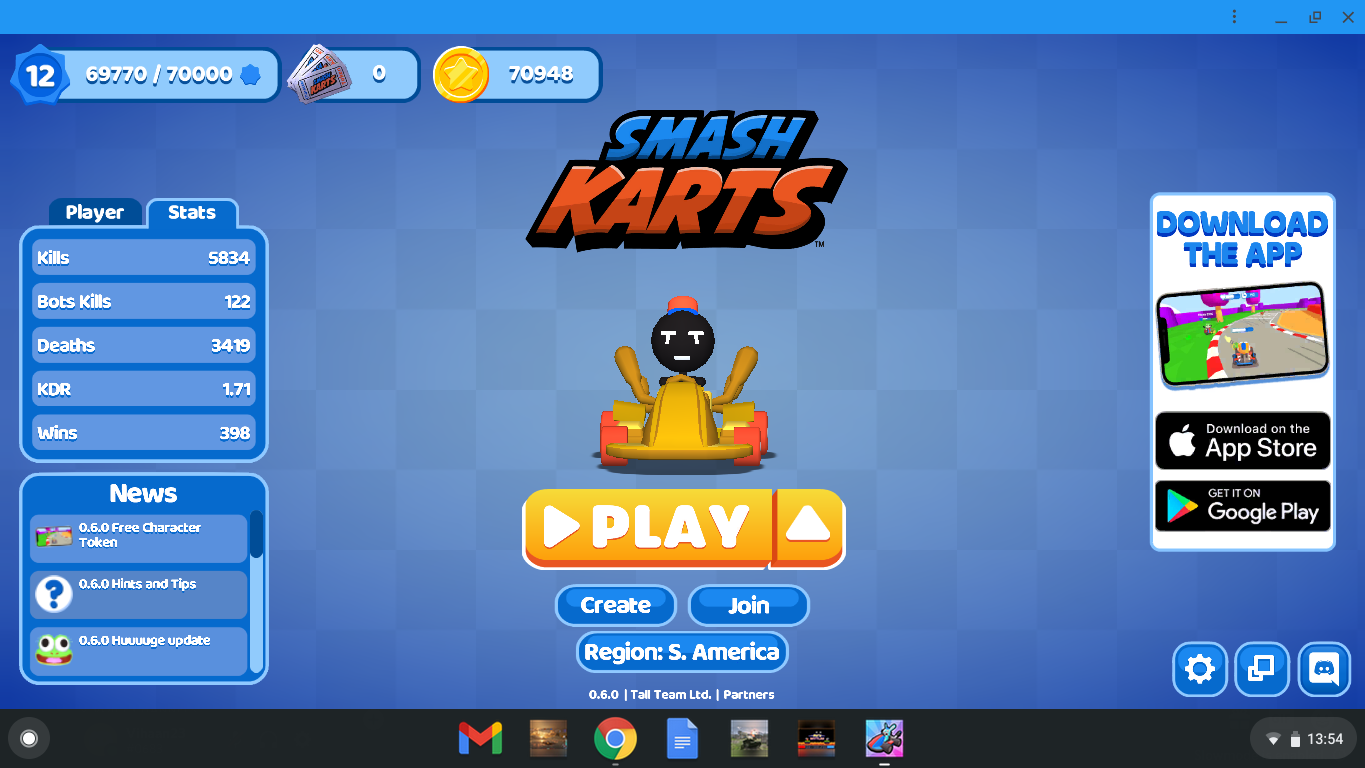 12
69770 / 70000
0
70948
SMASH
KARTS
TM
Player
Stats
Kills 5834
Bots Kills 122
Deaths 3419
KDR 1.71
Wins 398
News
0.6.0 Free Character
Token
0.6.0 Hints and Tips
0.6.0 Huuuuge update
PLAY
Create
Join
Region: S. America
0.6.0 | Tall Team Ltd. | Partners
DOWNLOAD
THE APP
Download on the
App Store
GET IT ON
Google Play
13:54